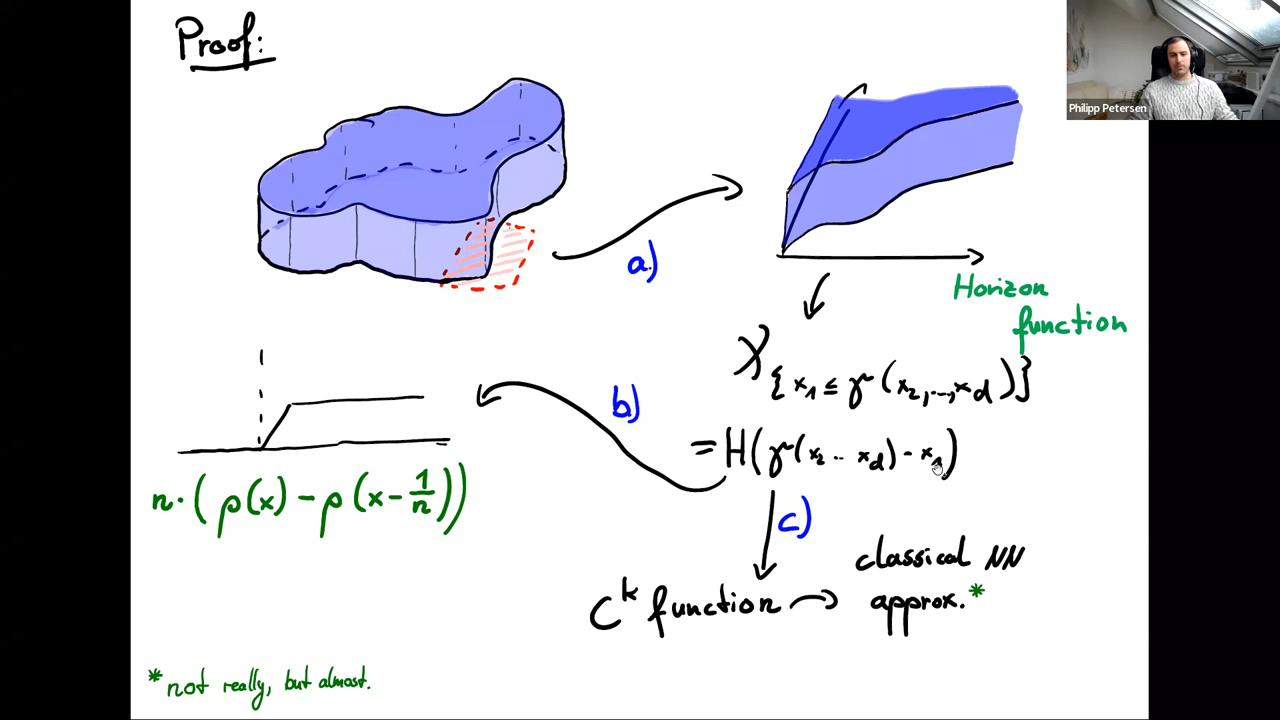 Proof:
Philipp Petersen
a)
Horizon
function
χ_{x₁ ≤ γ(x₂,...,x_d)}
b)
= H(γ(x₂ .. x_d) - x₁)
n · (ρ(x) - ρ(x - 1/n))
c)
classical NN
approx.*
C^k function
* not really, but almost.